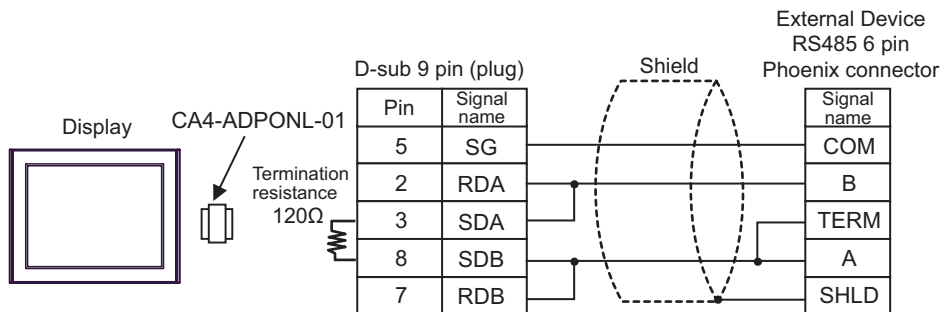 External Device
RS485 6 pin
Phoenix connector
D-sub 9 pin (plug)
Shield
Display
CA4-ADPONL-01
Termination
resistance
120Ω
Pin
Signal
name
5
SG
2
RDA
3
SDA
8
SDB
7
RDB
Signal
name
COM
B
TERM
A
SHLD